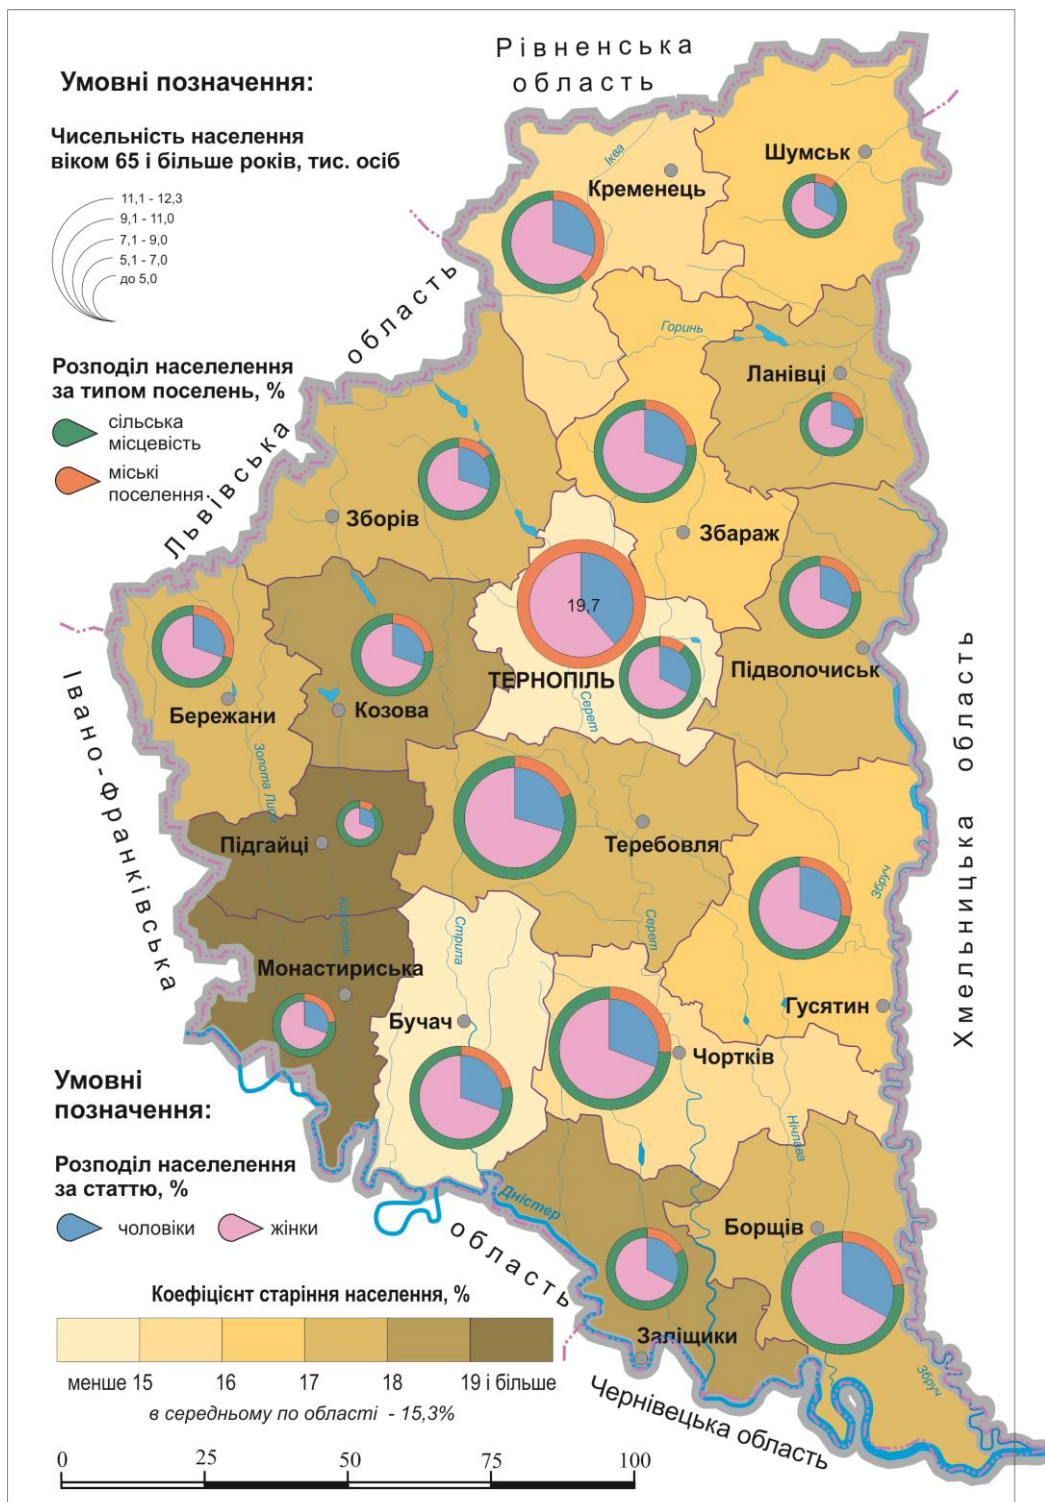 Рівненська
область
Умовні позначення:
Чисельність населення
віком 65 і більше років, тис. осіб
11,1 - 12,3
9,1 - 11,0
7,1 - 9,0
5,1 - 7,0
до 5,0
Шумськ
Іква
Кременець
Львівська область
Горинь
Розподіл населелення
за типом поселень, %
сільська
місцевість
міські
поселення
Ланівці
Зборів
Збараж
19,7
ТЕРНОПІЛЬ
Серет
Підволочиськ
Бережани
Козова
Золота Липа
Івано-франківська
область
Хмельницька область
Підгайці
Теребовля
Збруч
Коропець
Стрипа
Серет
Монастириська
Бучач
Гусятин
Чортків
Нічлава
Умовні
позначення:
Розподіл населелення
за статтю, %
чоловіки
жінки
Дністер
Борщів
Заліщики
Збруч
Чернівецька область
Коефіцієнт старіння населення, %
менше 15 16 17 18 19 і більше
в середньому по області - 15,3%
0 25 50 75 100